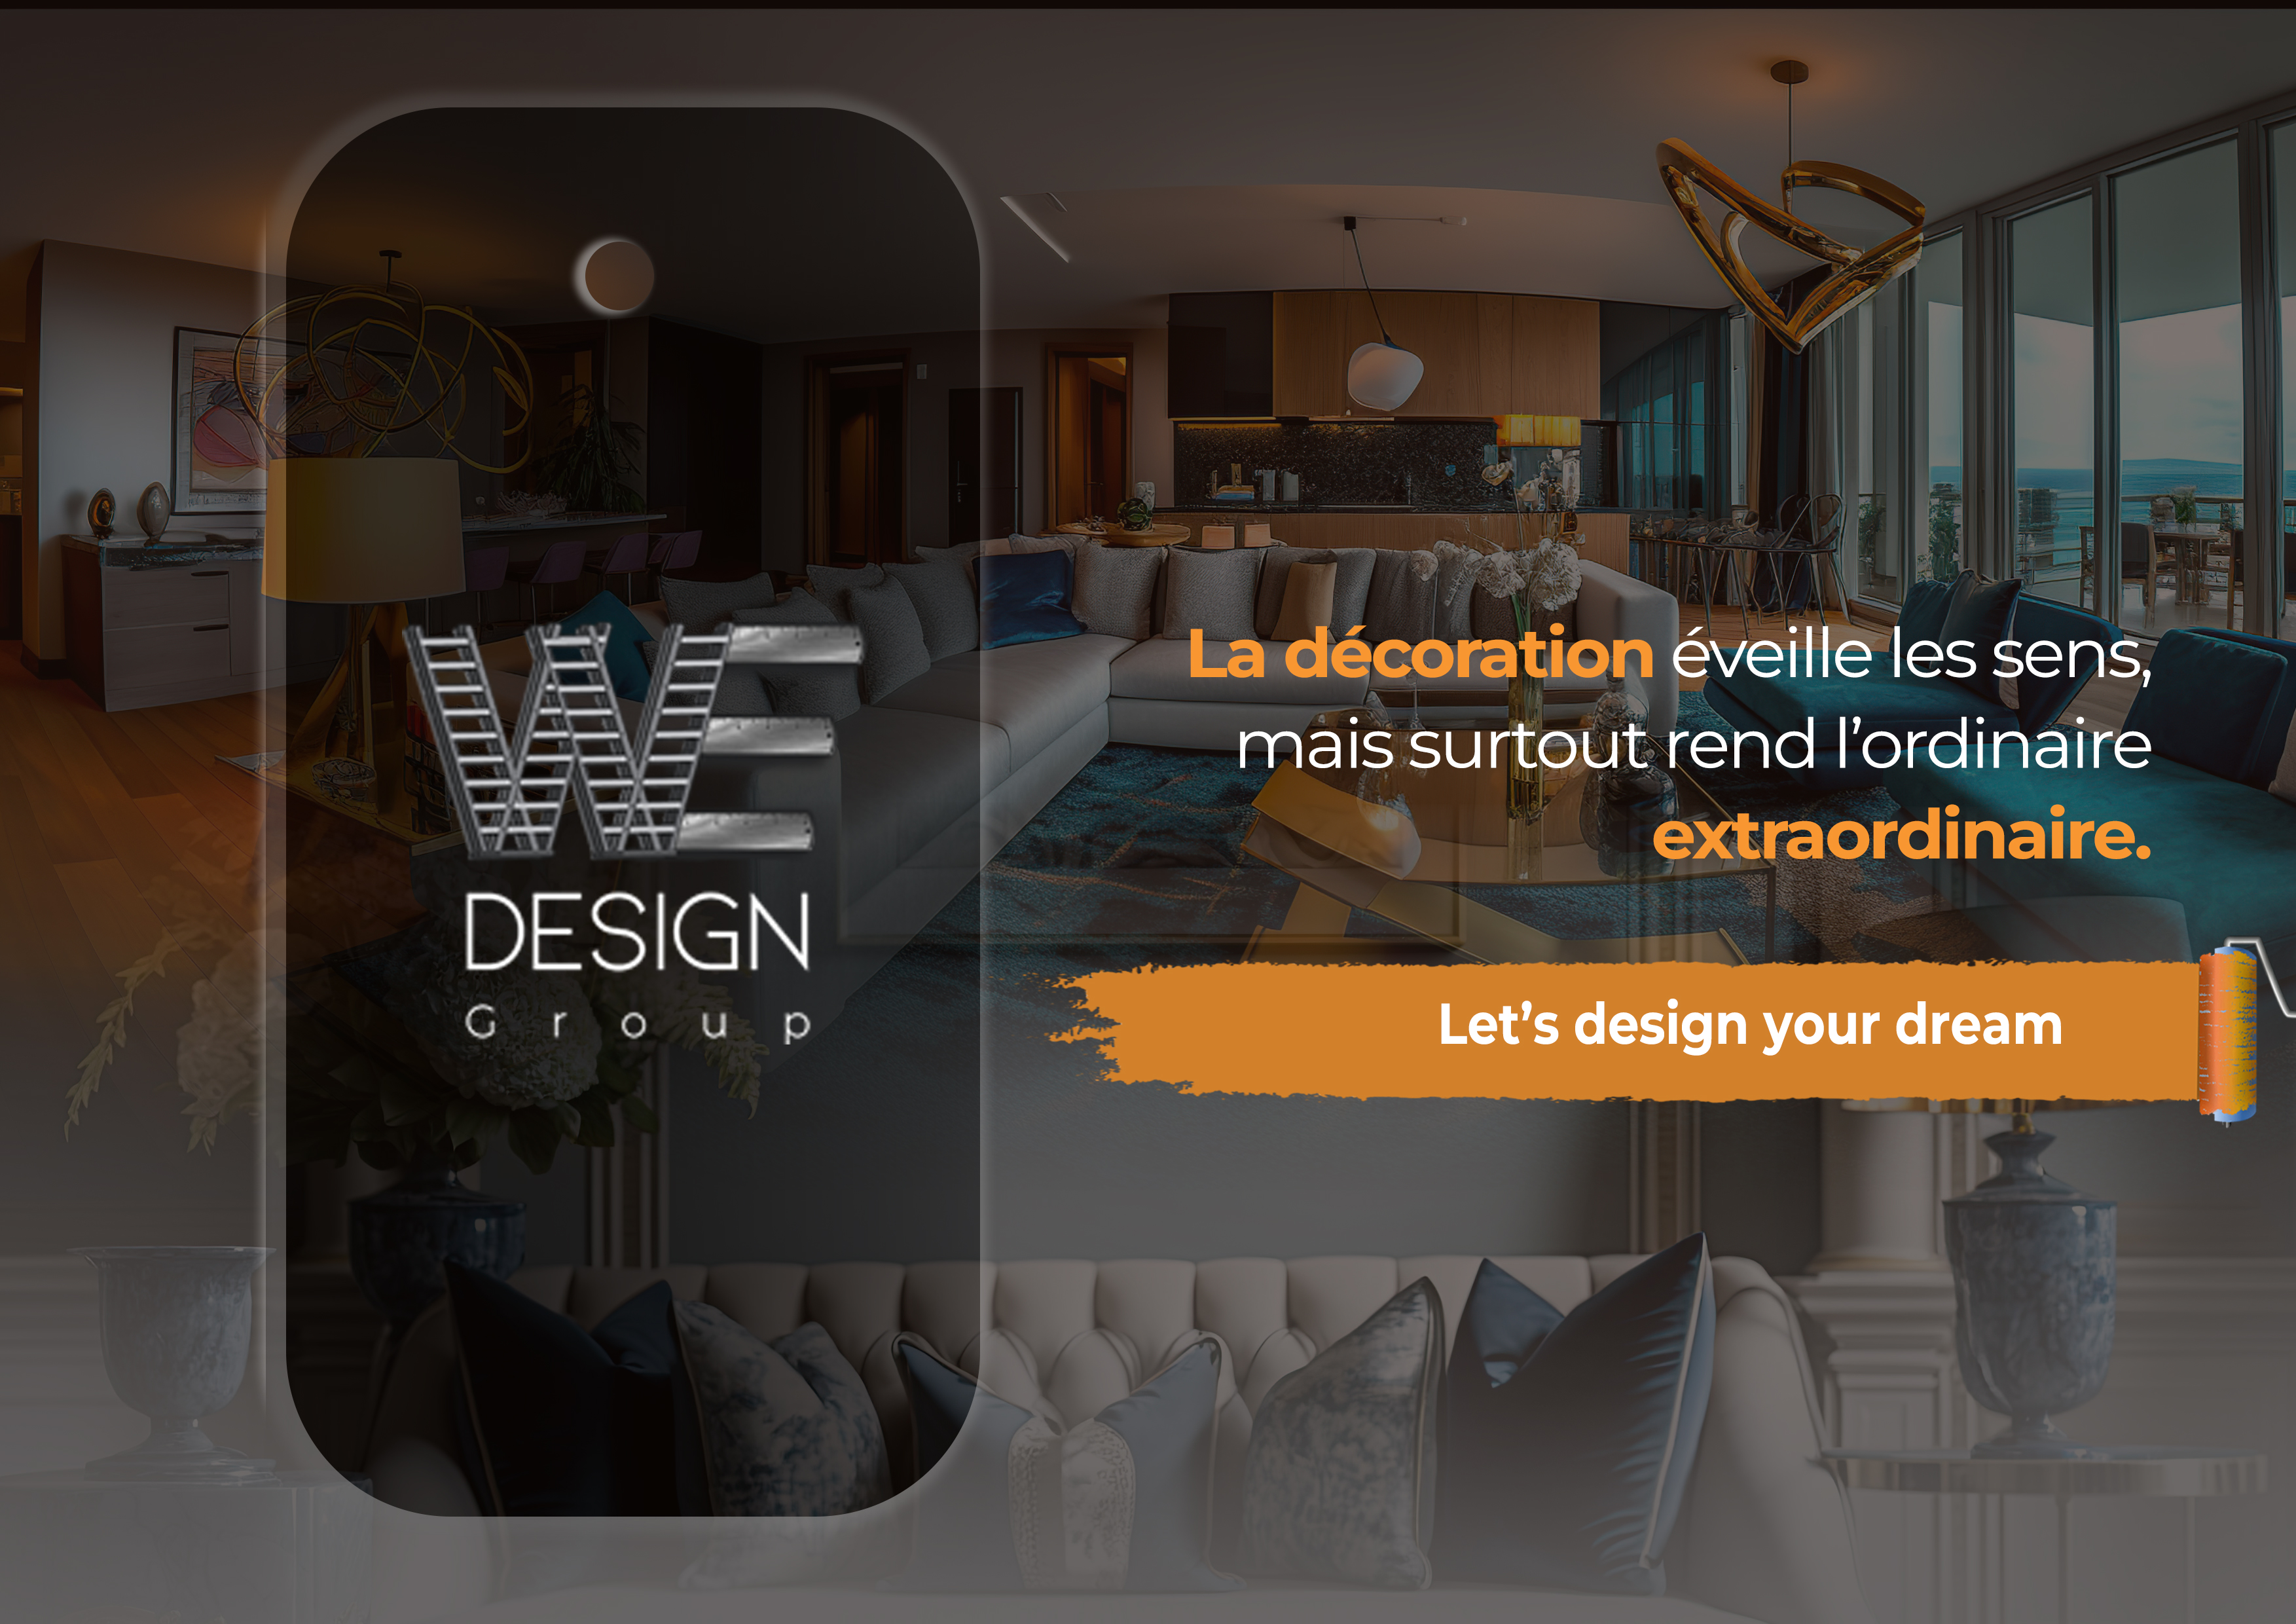 WE
DESIGN
Group
La décoration éveille les sens,
mais surtout rend l’ordinaire
extraordinaire.
Let’s design your dream